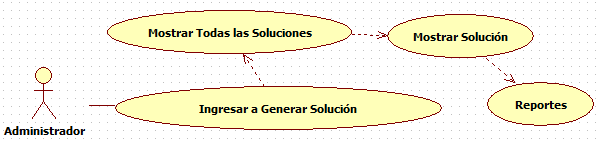 Mostrar Todas las Soluciones
Mostrar Solución
Ingresar a Generar Solución
Reportes
Administrador